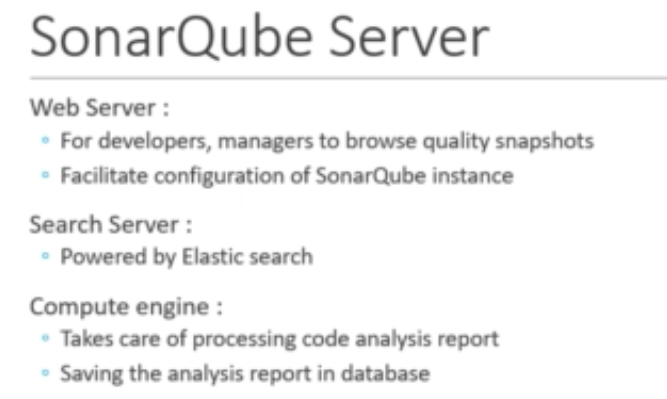 SonarQube Server
Web Server :
◦ For developers, managers to browse quality snapshots
◦ Facilitate configuration of SonarQube instance
Search Server :
◦ Powered by Elastic search
Compute engine :
◦ Takes care of processing code analysis report
◦ Saving the analysis report in database